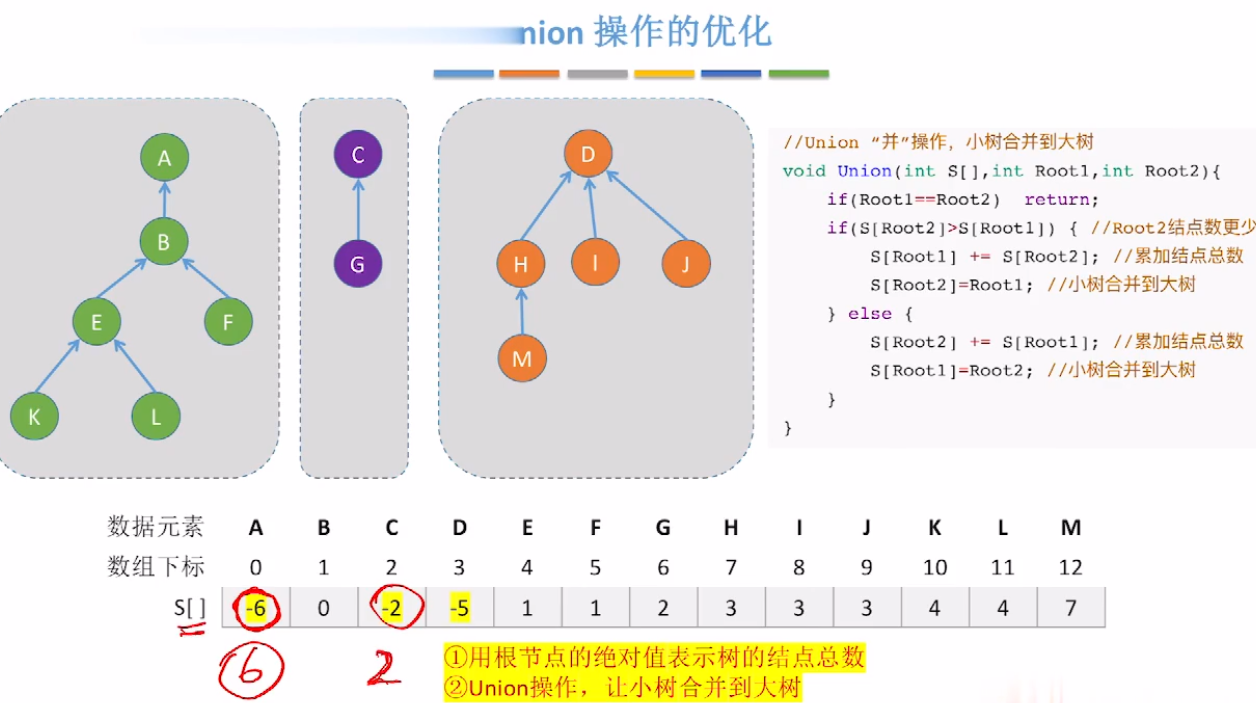 nion 操作的优化
A
C
D
B
G
H
I
J
E
F
M
K
L
//Union “并”操作，小树合并到大树
void Union(int S[],int Root1,int Root2){
if(Root1==Root2) return;
if(S[Root2]>S[Root1]) { //Root2结点数更少
S[Root1] += S[Root2]; //累加结点总数
S[Root2]=Root1; //小树合并到大树
} else {
S[Root2] += S[Root1]; //累加结点总数
S[Root1]=Root2; //小树合并到大树
}
}
数据元素 A B C D E F G H I J K L M
数组下标 0 1 2 3 4 5 6 7 8 9 10 11 12
S[ ] -6 0 -2 -5 1 1 2 3 3 3 4 4 7
6 2
①用根节点的绝对值表示树的结点总数
②Union操作，让小树合并到大树